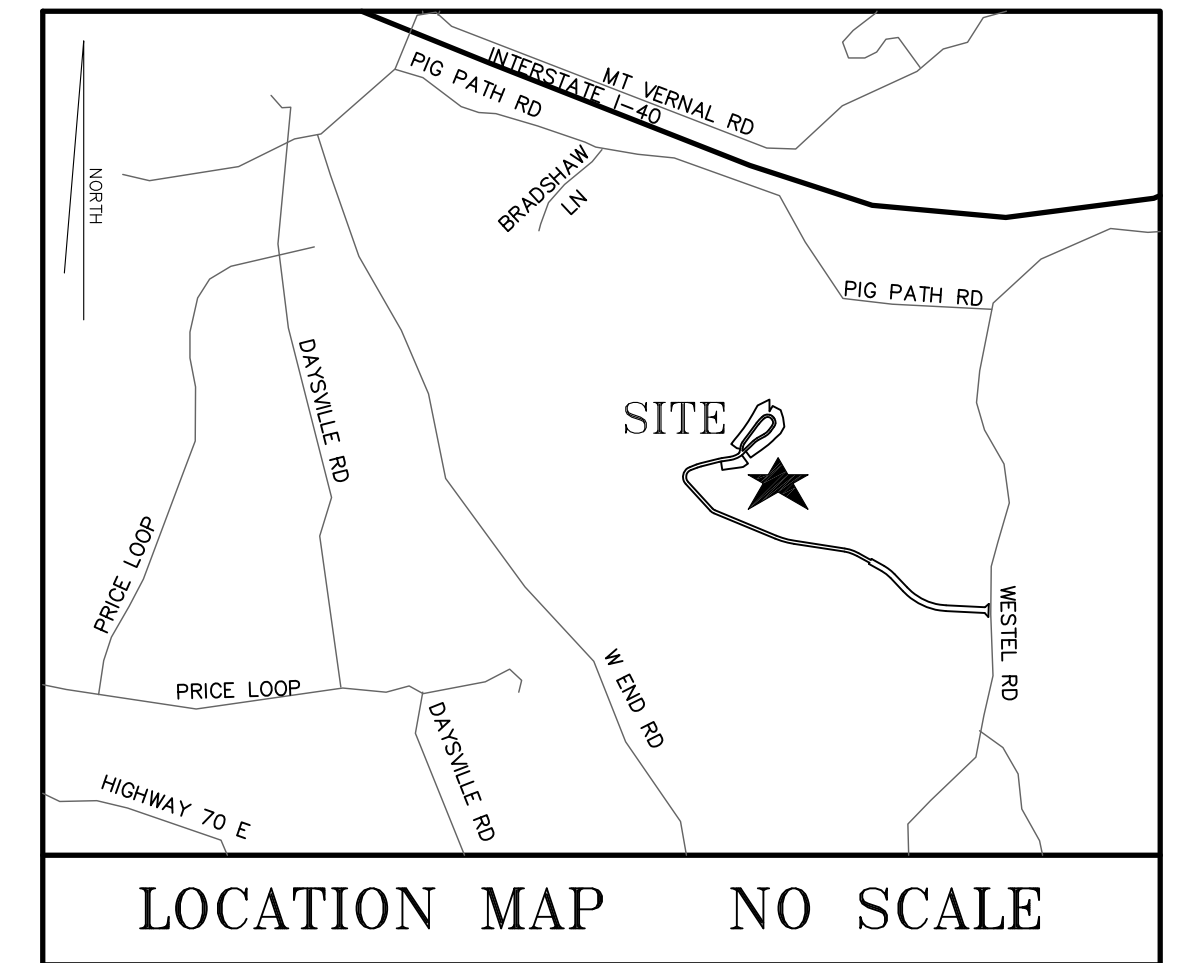 MT VERNAL RD
INTERSTATE I-40
PIG PATH RD
BRADSHAW
LN
NORTH
PIG PATH RD
DAYSVILLE RD
SITE
PRICE LOOP
WESTEL RD
W END RD
PRICE LOOP
DAYSVILLE RD
HIGHWAY 70 E
LOCATION MAP NO SCALE